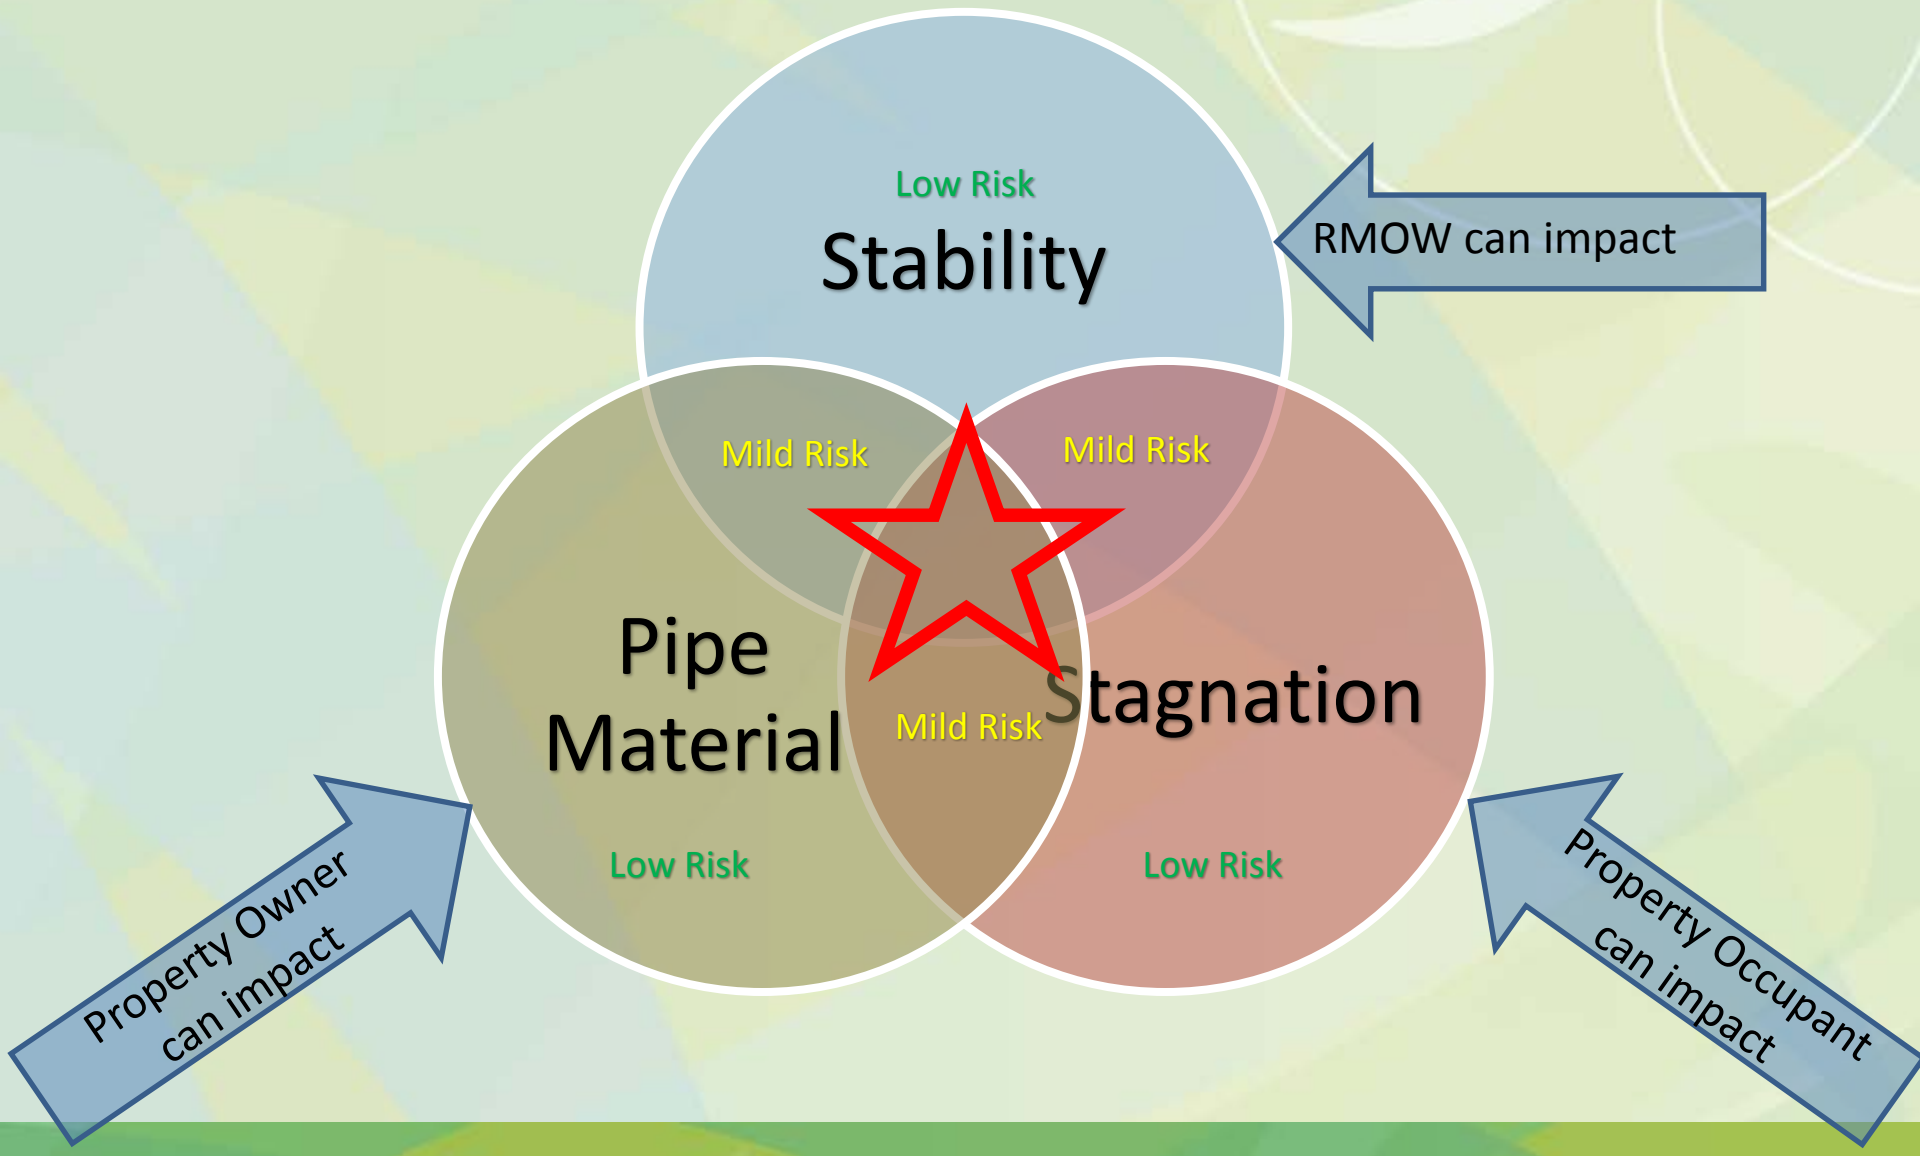 Low Risk
Stability
RMOW can impact
Mild Risk
Mild Risk
Pipe
Material
Stagnation
Mild Risk
Low Risk
Low Risk
Property Owner
can impact
Property Occupant
can impact